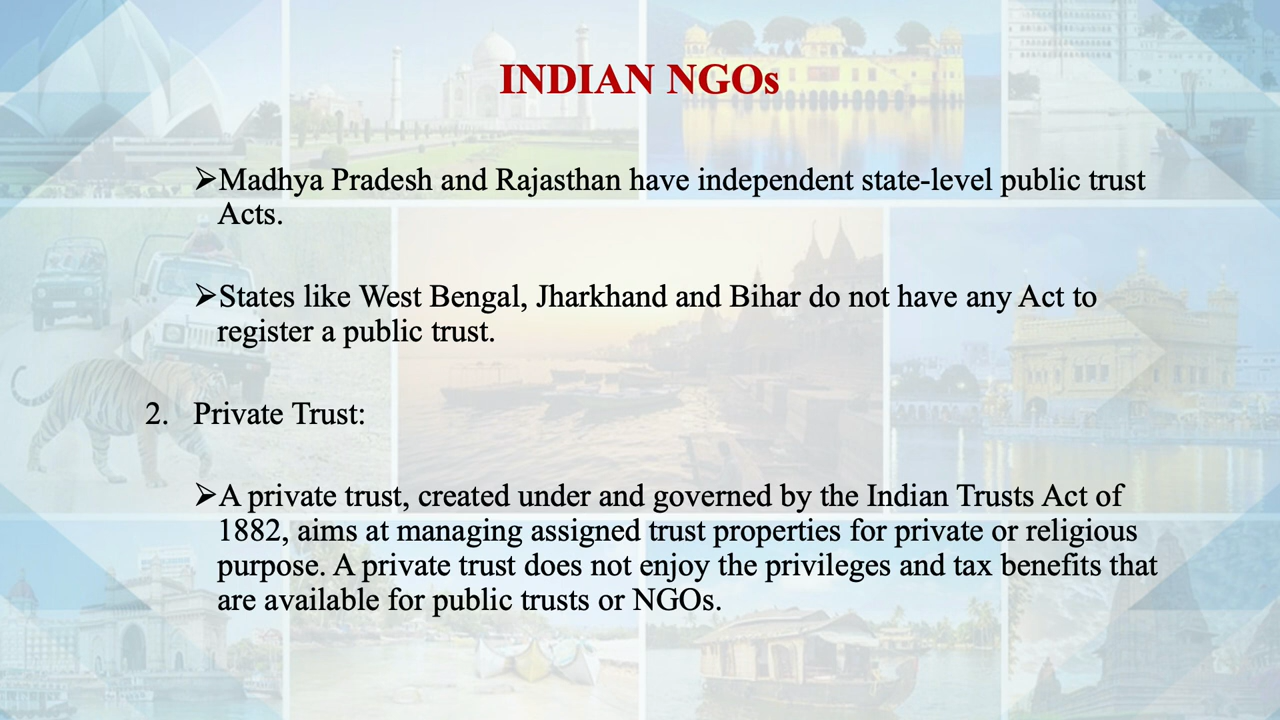 INDIAN NGOs
➢Madhya Pradesh and Rajasthan have independent state-level public trust
Acts.
➢States like West Bengal, Jharkhand and Bihar do not have any Act to
register a public trust.
2. Private Trust:
➢A private trust, created under and governed by the Indian Trusts Act of
1882, aims at managing assigned trust properties for private or religious
purpose. A private trust does not enjoy the privileges and tax benefits that
are available for public trusts or NGOs.